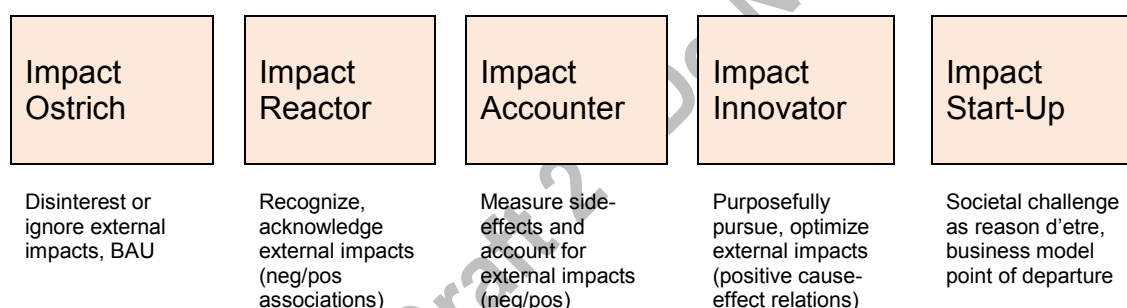 Impact
Ostrich
Impact
Reactor
Impact
Accounter
Impact
Innovator
Impact
Start-Up
Disinterest or
ignore external
impacts, BAU
Recognize,
acknowledge
external impacts
(neg/pos
associations)
Measure side-
effects and
account for
external impacts
(neg/pos)
Purposefully
pursue, optimize
external impacts
(positive cause-
effect relations)
Societal challenge
as reason d'etre,
business model
point of departure